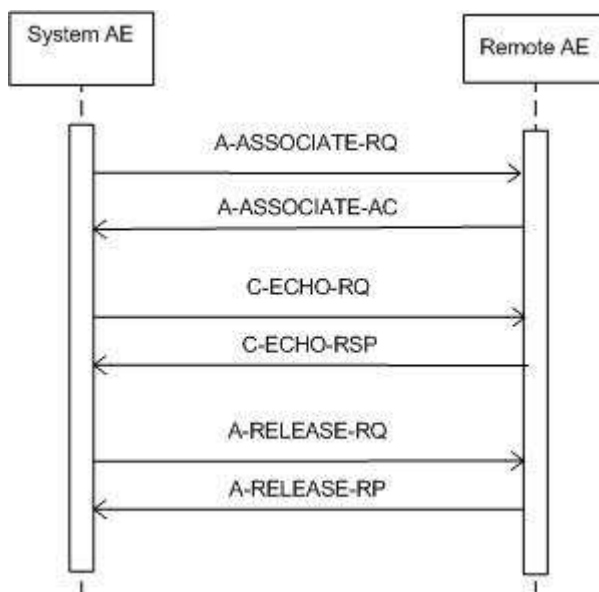 System AE
Remote AE
A-ASSOCIATE-RQ
A-ASSOCIATE-AC
C-ECHO-RQ
C-ECHO-RSP
A-RELEASE-RQ
A-RELEASE-RP